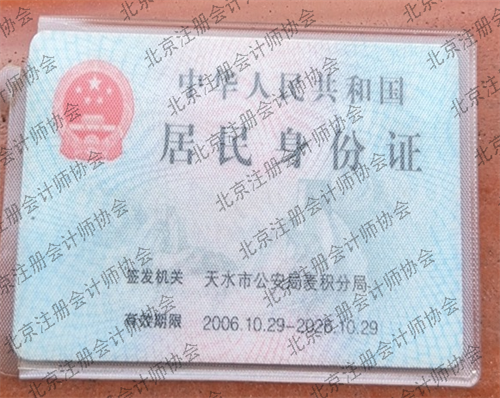 中华人民共和国
居民身份证
签发机关 天水市公安局麦积分局
有效期限 2006.10.29-2026.10.29
北京注册会计师协会